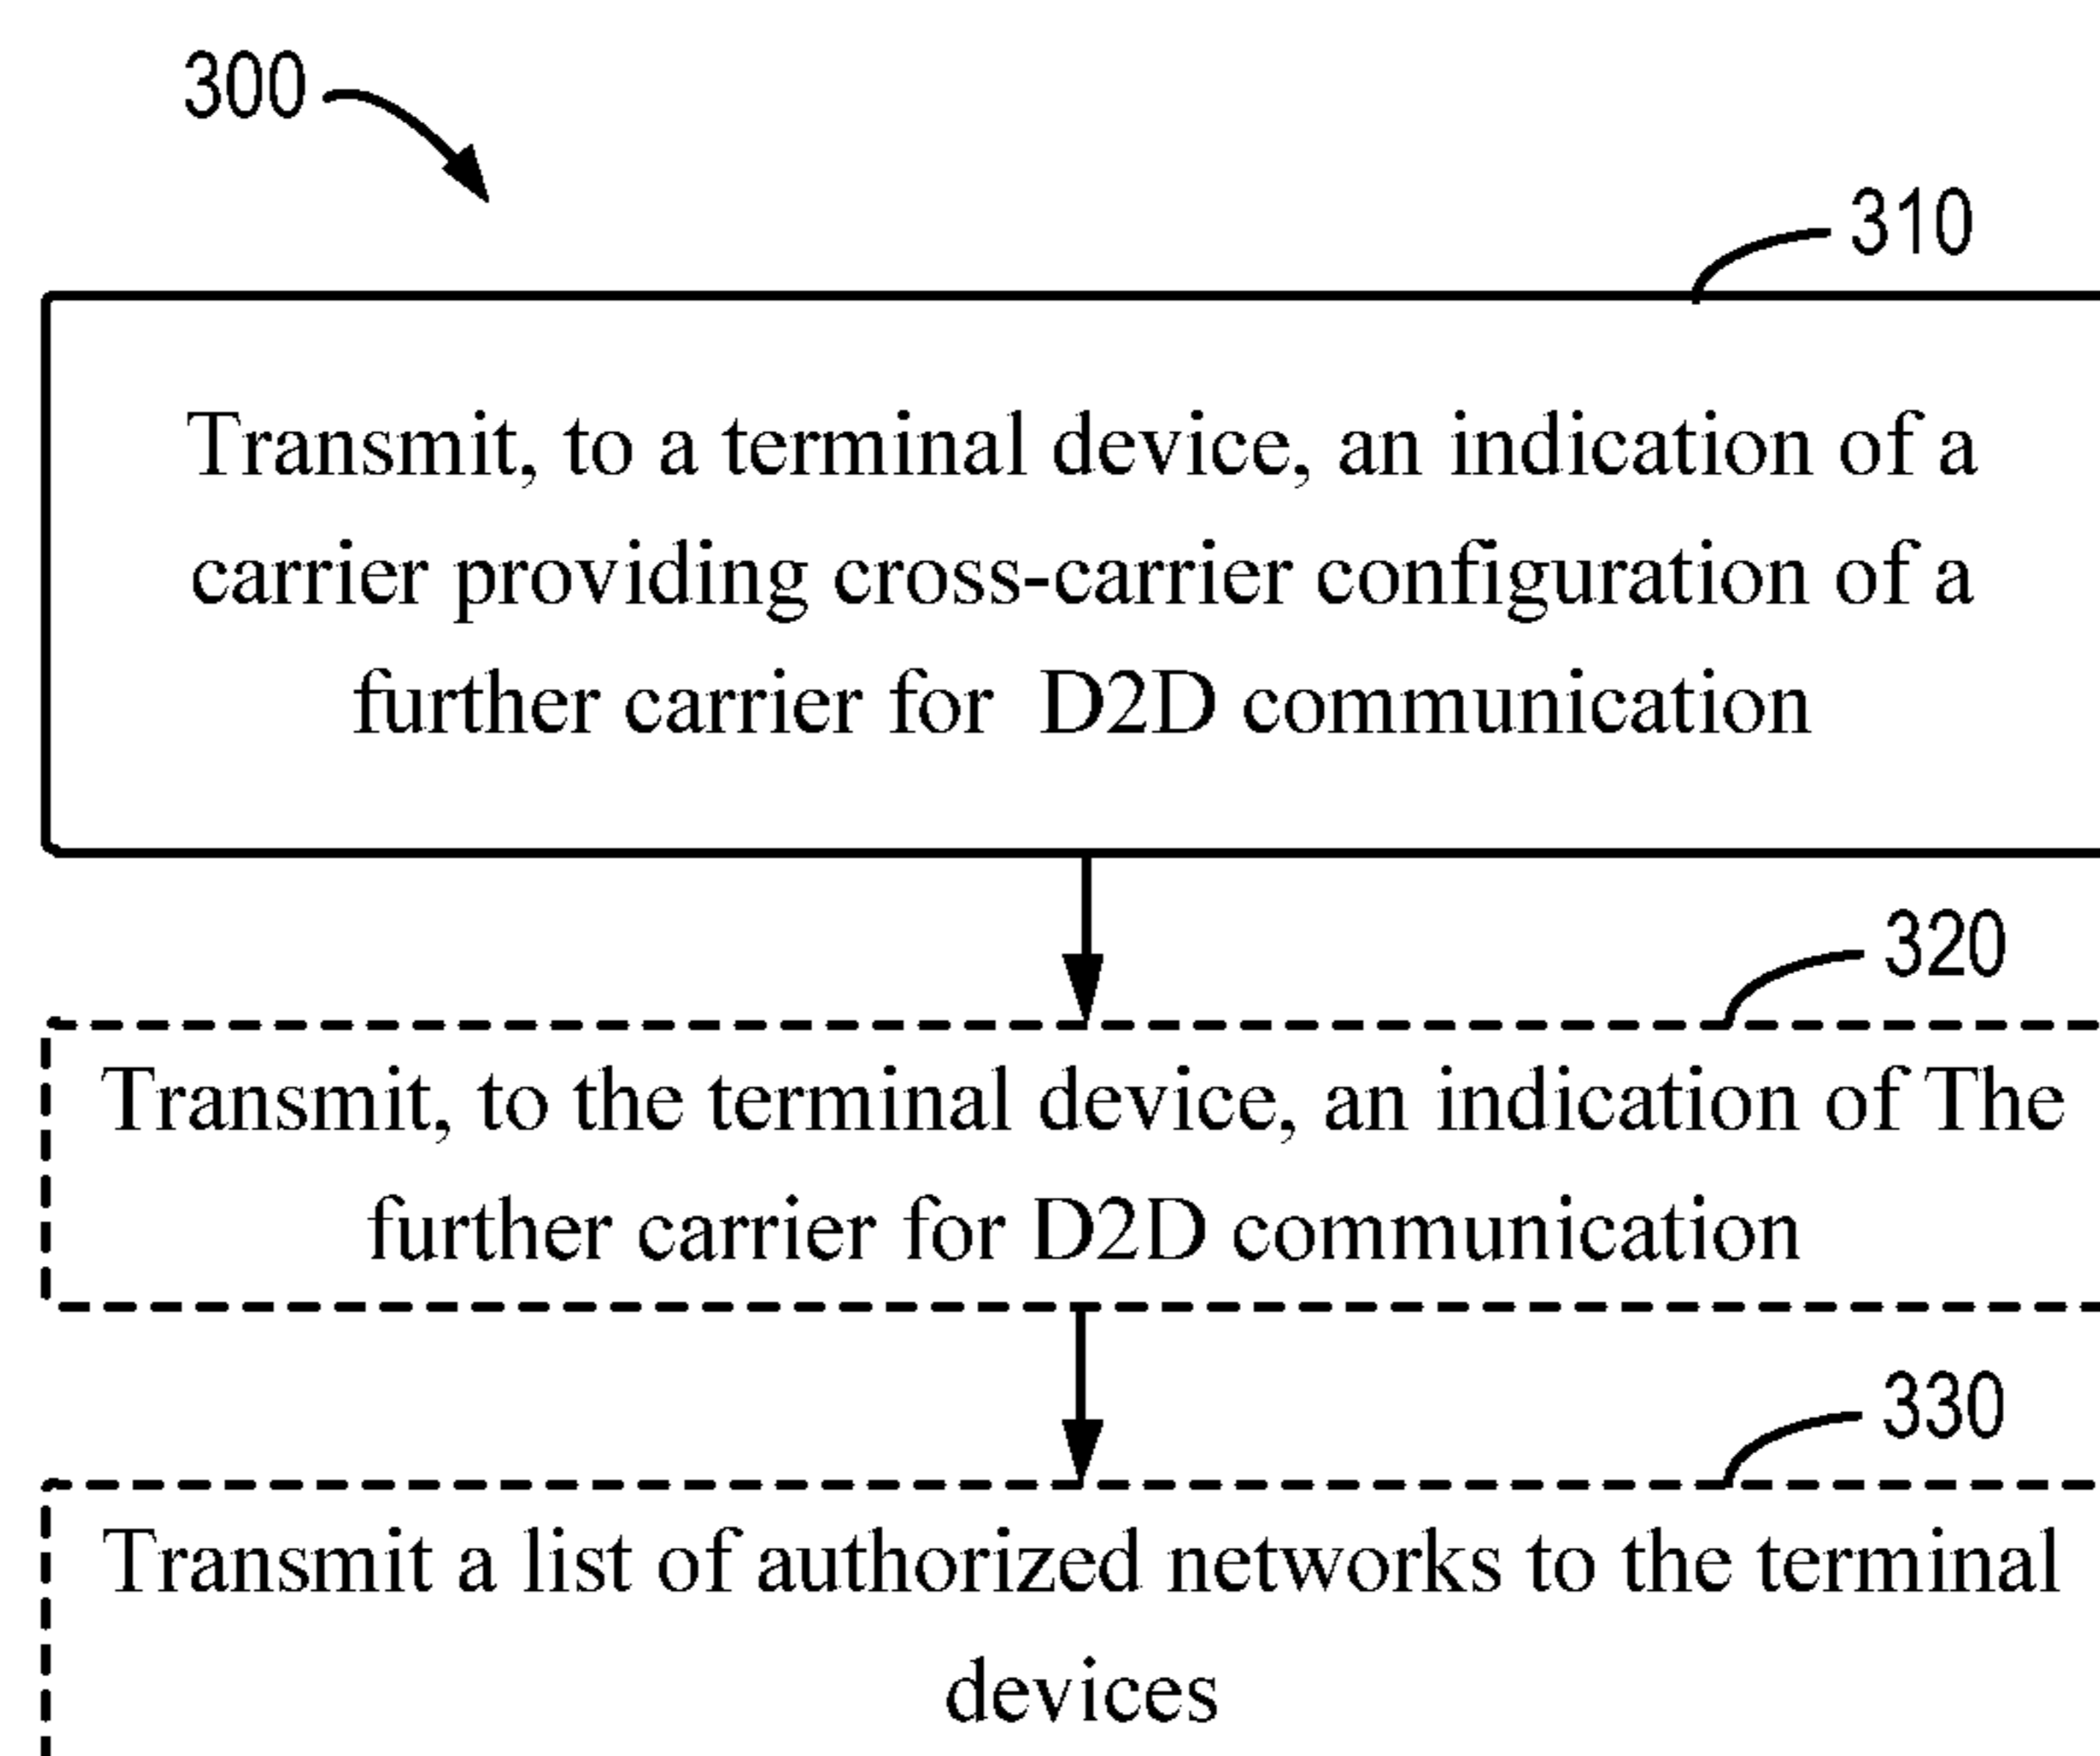 300
310
Transmit, to a terminal device, an indication of a
carrier providing cross-carrier configuration of a
further carrier for D2D communication
320
Transmit, to the terminal device, an indication of The
further carrier for D2D communication
330
Transmit a list of authorized networks to the terminal
devices